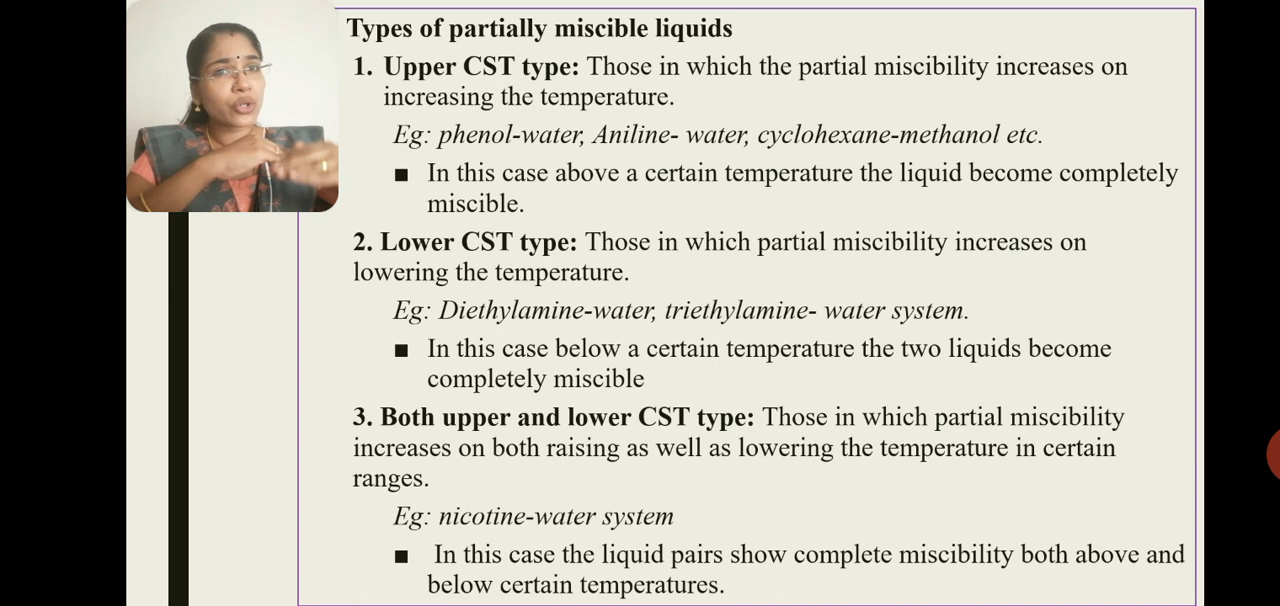 Types of partially miscible liquids
1. Upper CST type: Those in which the partial miscibility increases on
increasing the temperature.
Eg: phenol-water, Aniline- water, cyclohexane-methanol etc.
▪ In this case above a certain temperature the liquid become completely
miscible.
2. Lower CST type: Those in which partial miscibility increases on
lowering the temperature.
Eg: Diethylamine-water, triethylamine- water system.
▪ In this case below a certain temperature the two liquids become
completely miscible
3. Both upper and lower CST type: Those in which partial miscibility
increases on both raising as well as lowering the temperature in certain
ranges.
Eg: nicotine-water system
▪ In this case the liquid pairs show complete miscibility both above and
below certain temperatures.